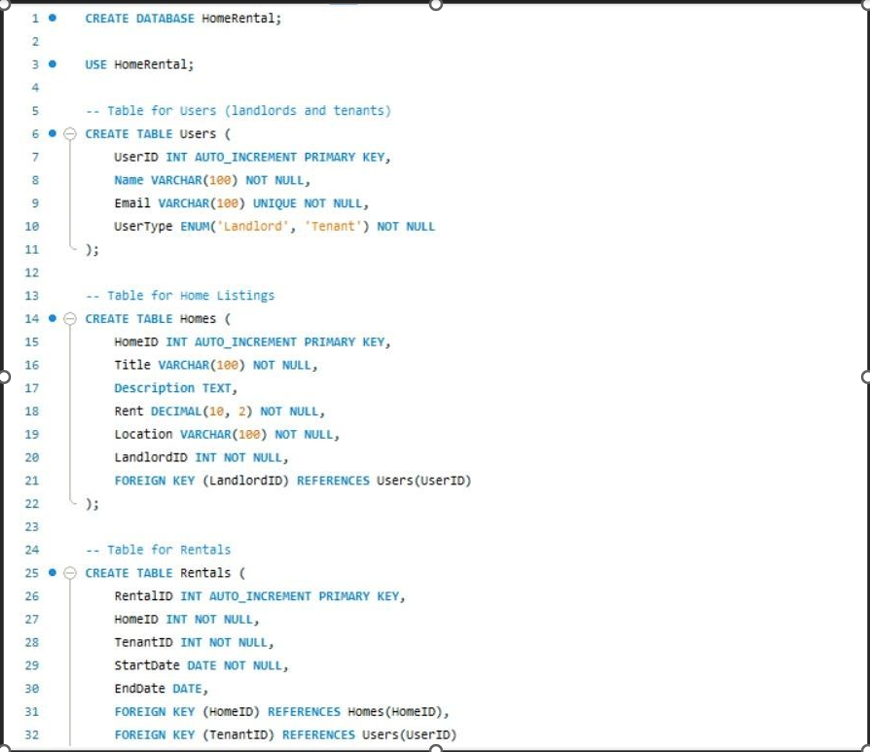 1 CREATE DATABASE HomeRental;
2
3 USE HomeRental;
4
5 -- Table for Users (landlords and tenants)
6 CREATE TABLE Users (
7 UserID INT AUTO_INCREMENT PRIMARY KEY,
8 Name VARCHAR(100) NOT NULL,
9 Email VARCHAR(100) UNIQUE NOT NULL,
10 UserType ENUM('Landlord', 'Tenant') NOT NULL
11 );
12
13 -- Table for Home Listings
14 CREATE TABLE Homes (
15 HomeID INT AUTO_INCREMENT PRIMARY KEY,
16 Title VARCHAR(100) NOT NULL,
17 Description TEXT,
18 Rent DECIMAL(10, 2) NOT NULL,
19 Location VARCHAR(100) NOT NULL,
20 LandlordID INT NOT NULL,
21 FOREIGN KEY (LandlordID) REFERENCES Users(UserID)
22 );
23
24 -- Table for Rentals
25 CREATE TABLE Rentals (
26 RentalID INT AUTO_INCREMENT PRIMARY KEY,
27 HomeID INT NOT NULL,
28 TenantID INT NOT NULL,
29 StartDate DATE NOT NULL,
30 EndDate DATE,
31 FOREIGN KEY (HomeID) REFERENCES Homes(HomeID),
32 FOREIGN KEY (TenantID) REFERENCES Users(UserID)